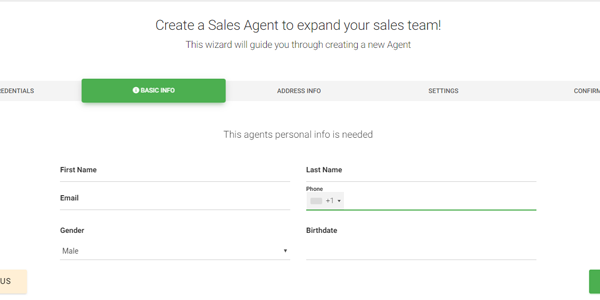 Create a Sales Agent to expand your sales team!
This wizard will guide you through creating a new Agent
REDENTIALS BASIC INFO ADDRESS INFO SETTINGS CONFIRM
This agents personal info is needed
First Name Last Name
Phone
+1
Email
Gender Birthdate
Male
US